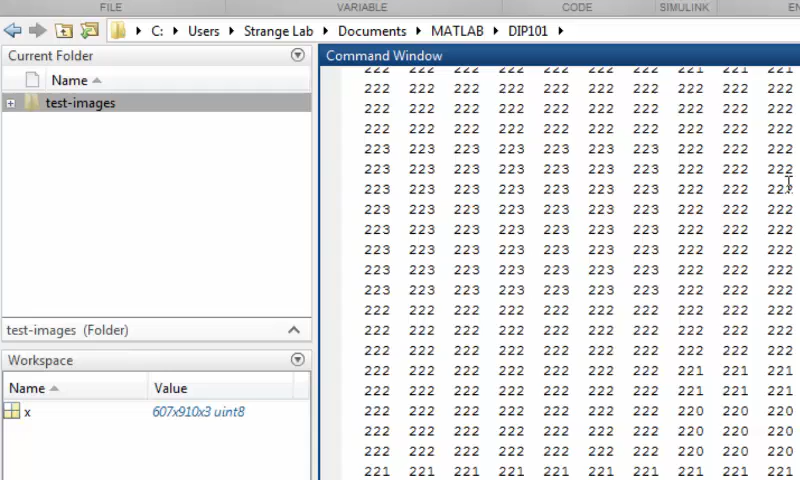 FILE VARIABLE CODE SIMULINK EN
C: Users Strange Lab Documents MATLAB DIP101
Current Folder
Name
test-images
test-images (Folder)
Workspace
Name Value
x 607x910x3 uint8
Command Window
222 222 222 222 222 222 222 221 221 221
222 222 222 222 222 222 222 222 222 222
222 222 222 222 222 222 222 222 222 222
222 222 222 222 222 222 222 222 222 222
223 223 223 223 223 223 223 222 222 222
223 223 223 223 223 223 223 222 222 222
223 223 223 223 223 223 223 222 222 222
223 223 223 223 223 223 223 222 222 222
223 223 223 223 223 223 223 222 222 222
223 223 223 223 223 223 223 222 222 222
223 223 223 223 223 223 223 222 222 222
223 223 223 223 223 223 223 222 222 222
222 222 222 222 222 222 222 222 222 222
222 222 222 222 222 222 222 222 222 222
222 222 222 222 222 222 222 222 222 222
222 222 222 222 222 222 222 221 221 221
222 222 222 222 222 222 222 221 221 221
222 222 222 222 222 222 222 220 220 220
222 222 222 222 222 222 222 220 220 220
222 222 222 222 222 222 222 220 220 220
221 221 221 221 221 221 221 221 221 221